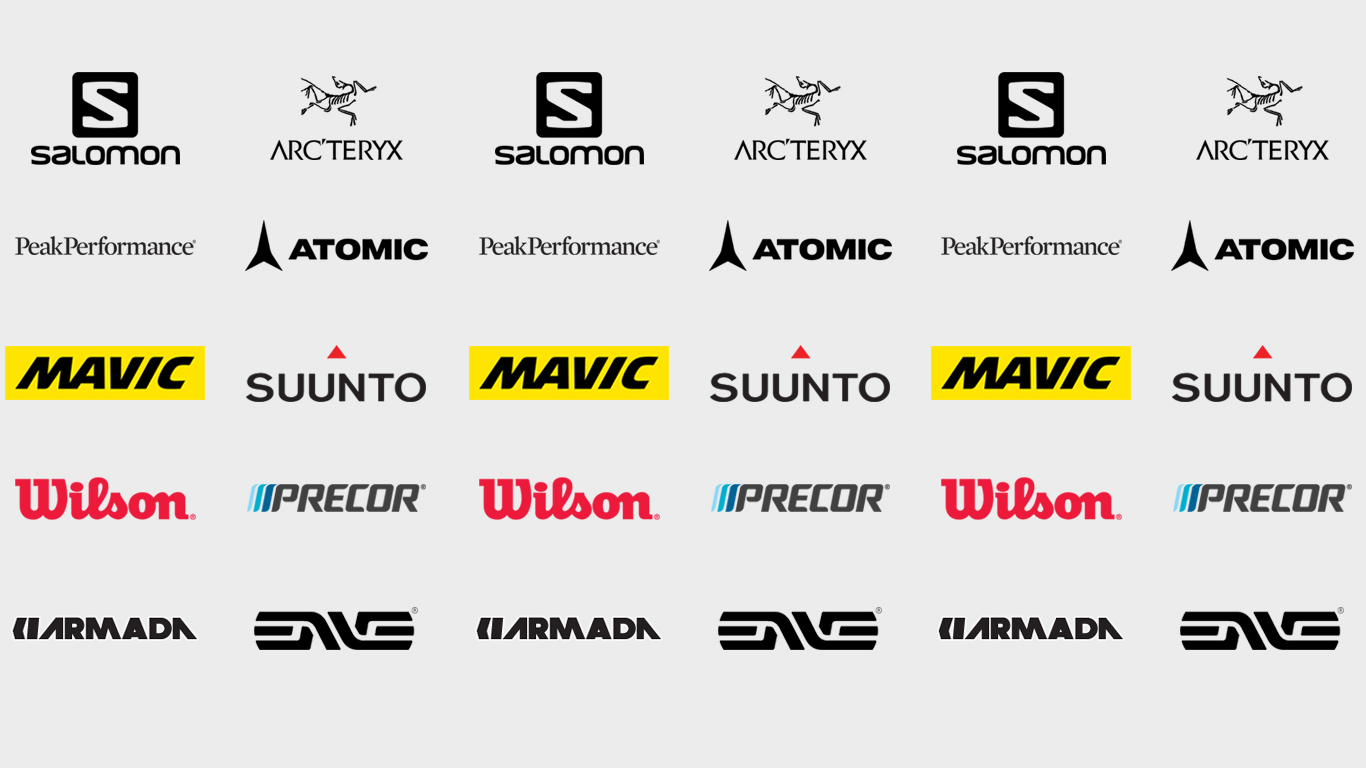 S S S
salomon ARC'TERYX salomon ARC'TERYX salomon ARC'TERYX
PeakPerformance® ATOMIC PeakPerformance® ATOMIC PeakPerformance® ATOMIC
MAVIC SUUNTO MAVIC SUUNTO MAVIC SUUNTO
Wilson® PRECOR® Wilson® PRECOR® Wilson® PRECOR®
ARMADA ENVE® ARMADA ENVE® ARMADA ENVE®